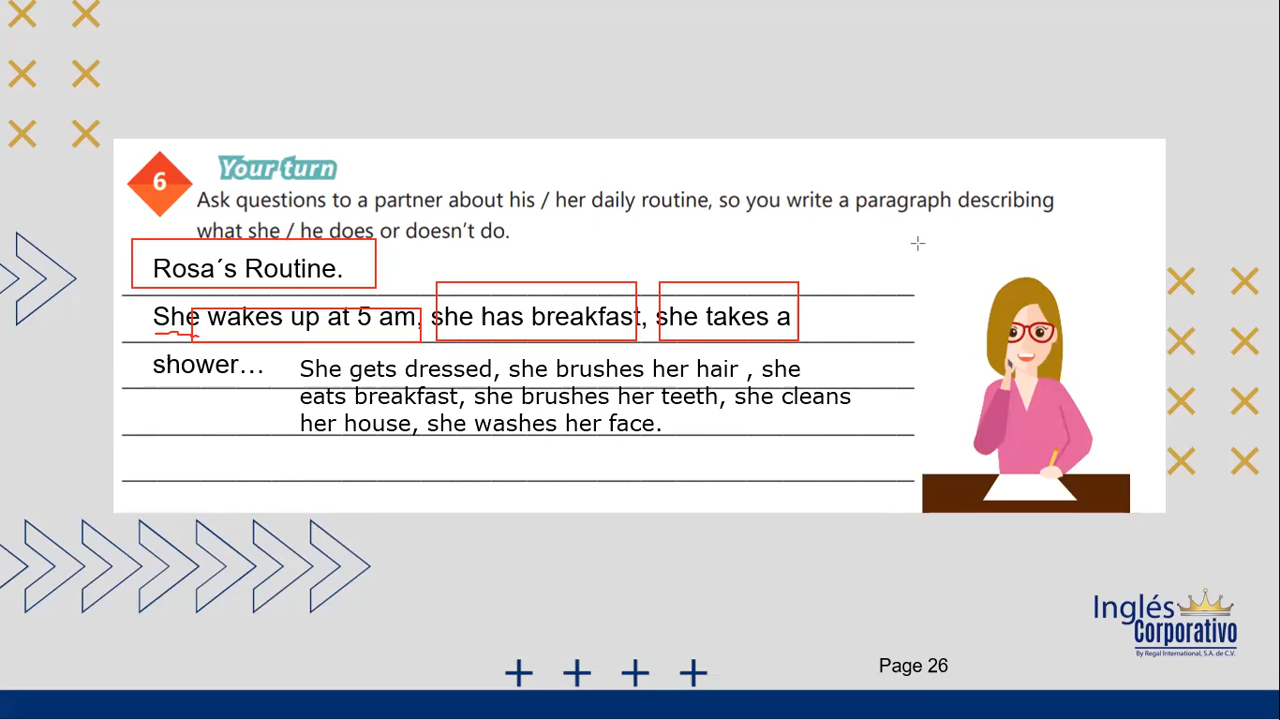 6
Your turn
Ask questions to a partner about his / her daily routine, so you write a paragraph describing
what she / he does or doesn’t do.
Rosa´s Routine.
She wakes up at 5 am, she has breakfast, she takes a
shower…
She gets dressed, she brushes her hair , she
eats breakfast, she brushes her teeth, she cleans
her house, she washes her face.
Inglés
Corporativo
By Regal International, S.A. de C.V.
Page 26